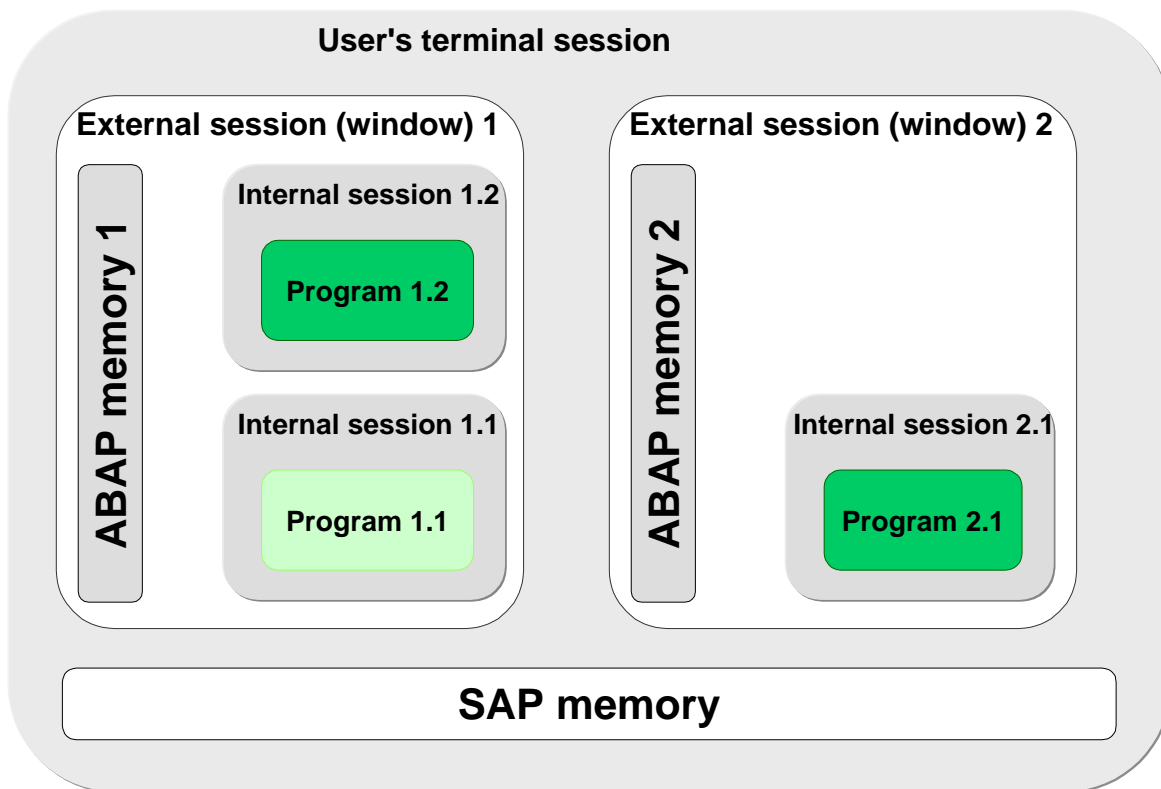 User's terminal session
External session (window) 1
ABAP memory 1
Internal session 1.2
Program 1.2
Internal session 1.1
Program 1.1
External session (window) 2
ABAP memory 2
Internal session 2.1
Program 2.1
SAP memory